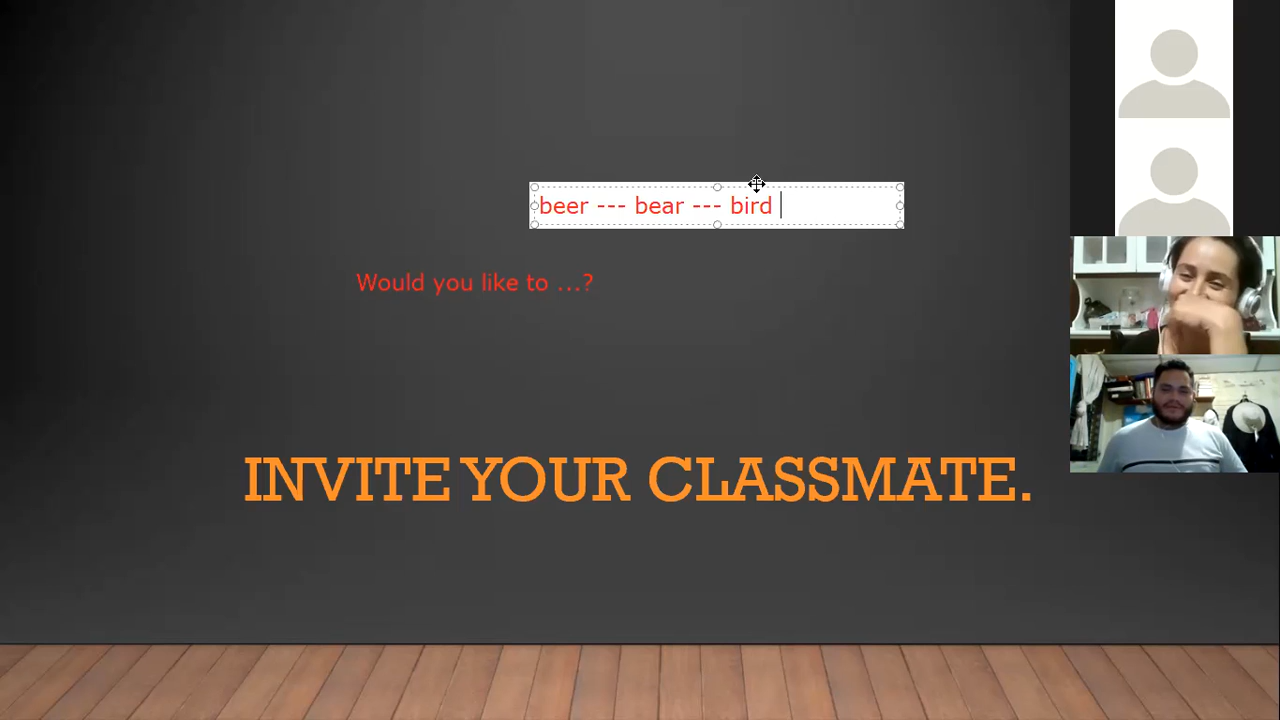 beer --- bear --- bird
Would you like to ...?
INVITE YOUR CLASSMATE.